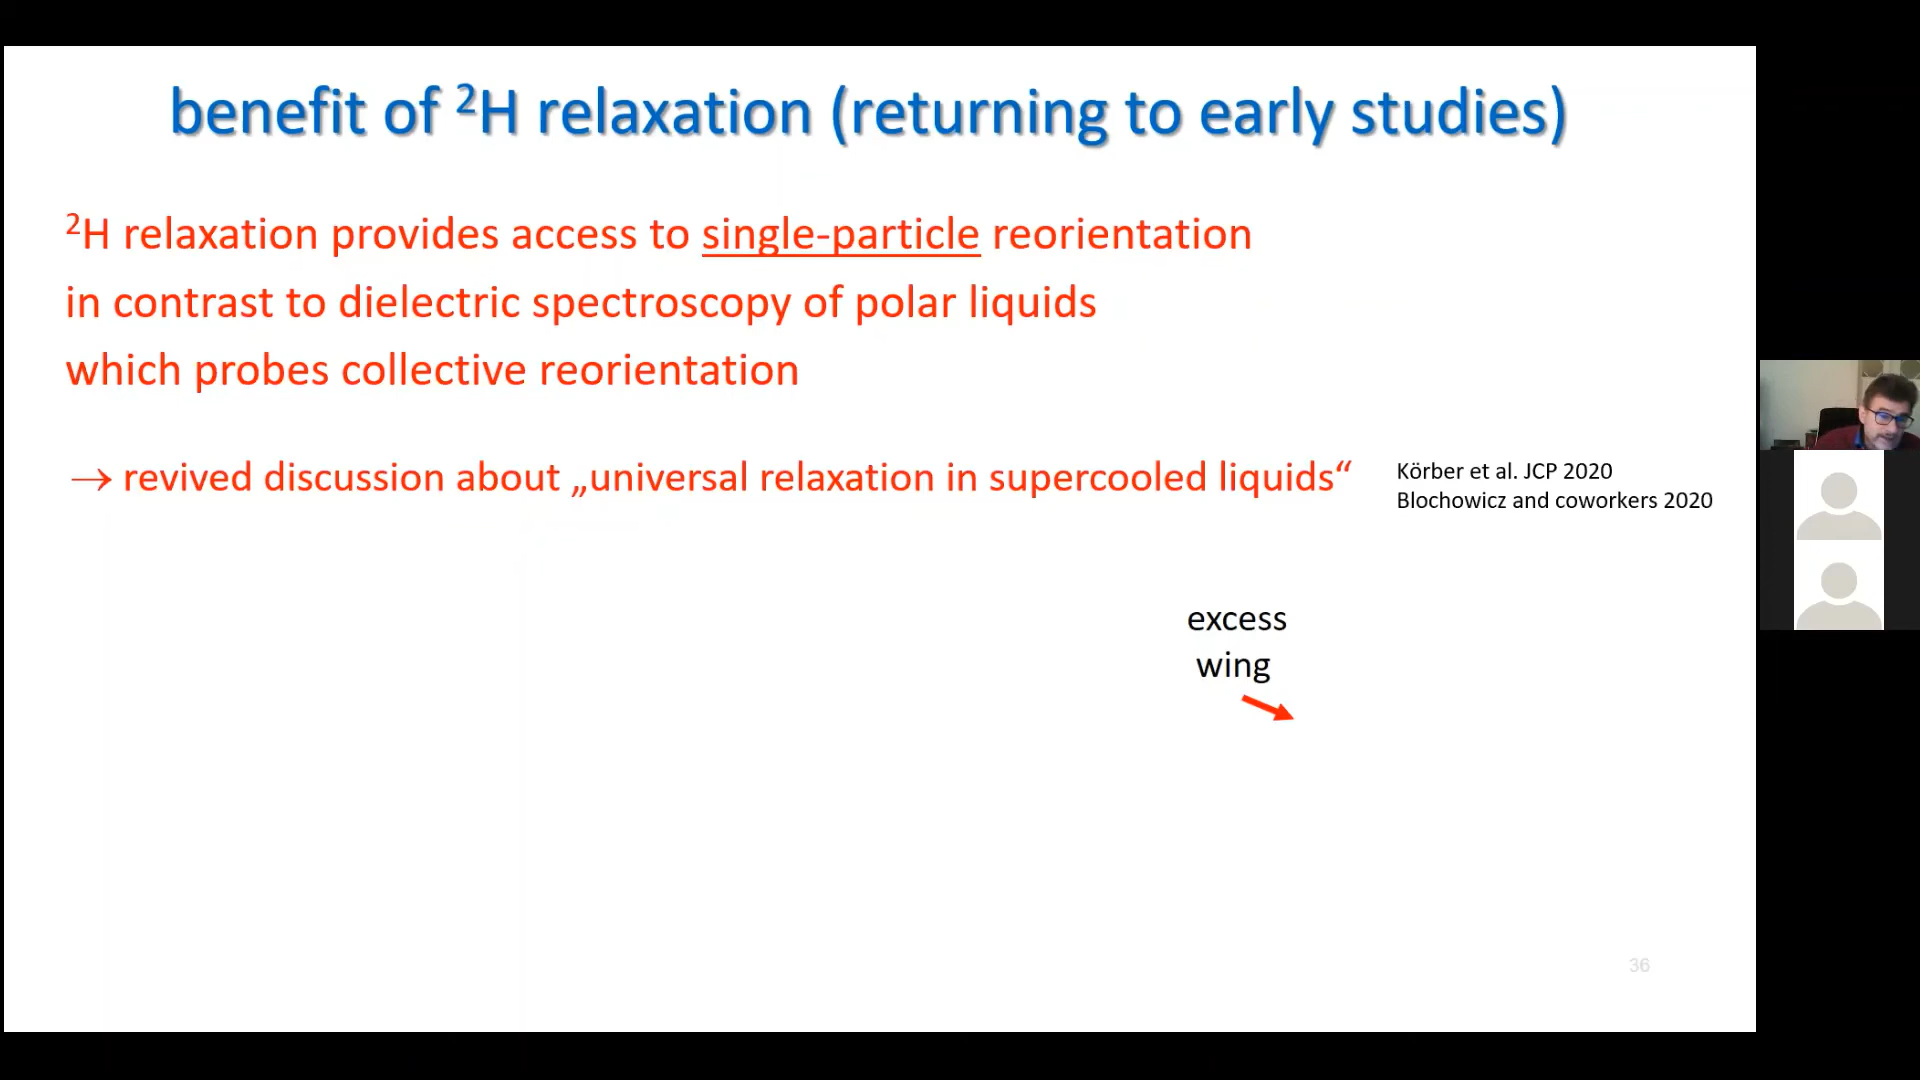 benefit of ²H relaxation (returning to early studies)
²H relaxation provides access to single-particle reorientation
in contrast to dielectric spectroscopy of polar liquids
which probes collective reorientation
→ revived discussion about „universal relaxation in supercooled liquids“
Körber et al. JCP 2020
Blochowicz and coworkers 2020
excess
wing
36